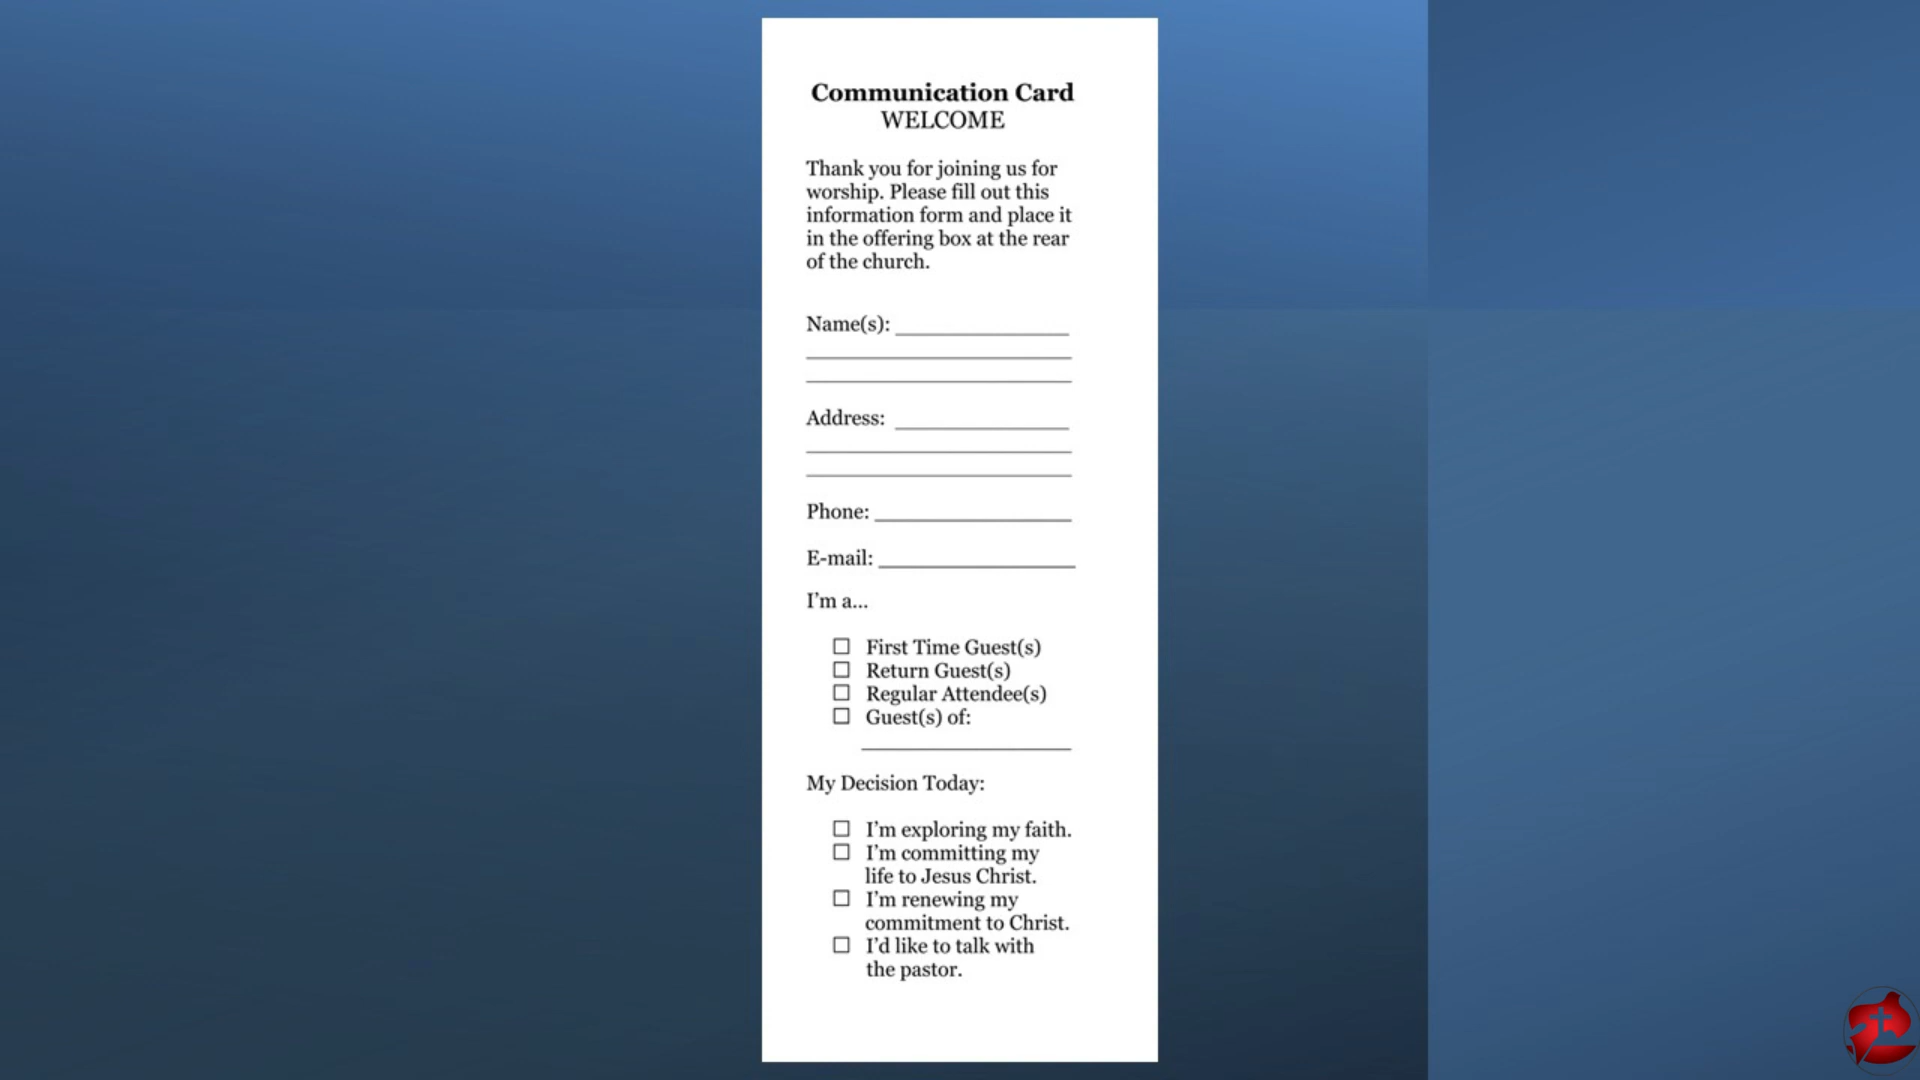 Communication Card
WELCOME
Thank you for joining us for
worship. Please fill out this
information form and place it
in the offering box at the rear
of the church.
Name(s): 
Address: 
Phone: 
E-mail: 
I'm a...
First Time Guest(s)
Return Guest(s)
Regular Attendee(s)
Guest(s) of:
My Decision Today:
I'm exploring my faith.
I'm committing my
life to Jesus Christ.
I'm renewing my
commitment to Christ.
I'd like to talk with
the pastor.